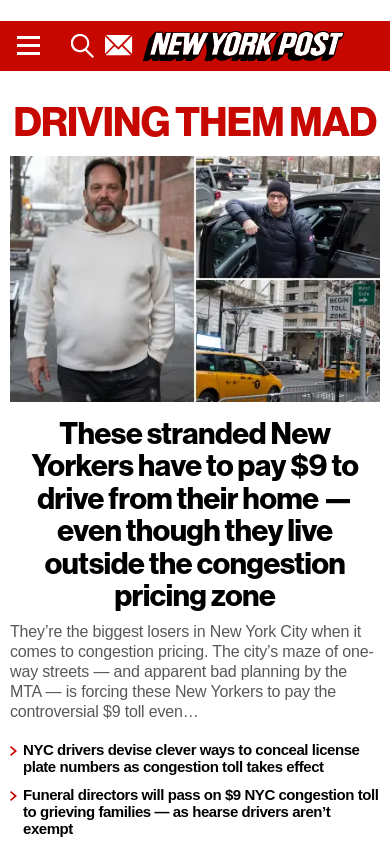 NEW YORK POST
DRIVING THEM MAD
West
Side
BEGIN
TOLL
ZONE
These stranded New
Yorkers have to pay $9 to
drive from their home —
even though they live
outside the congestion
pricing zone
They’re the biggest losers in New York City when it
comes to congestion pricing. The city’s maze of one-
way streets — and apparent bad planning by the
MTA — is forcing these New Yorkers to pay the
controversial $9 toll even…
NYC drivers devise clever ways to conceal license
plate numbers as congestion toll takes effect
Funeral directors will pass on $9 NYC congestion toll
to grieving families — as hearse drivers aren’t
exempt